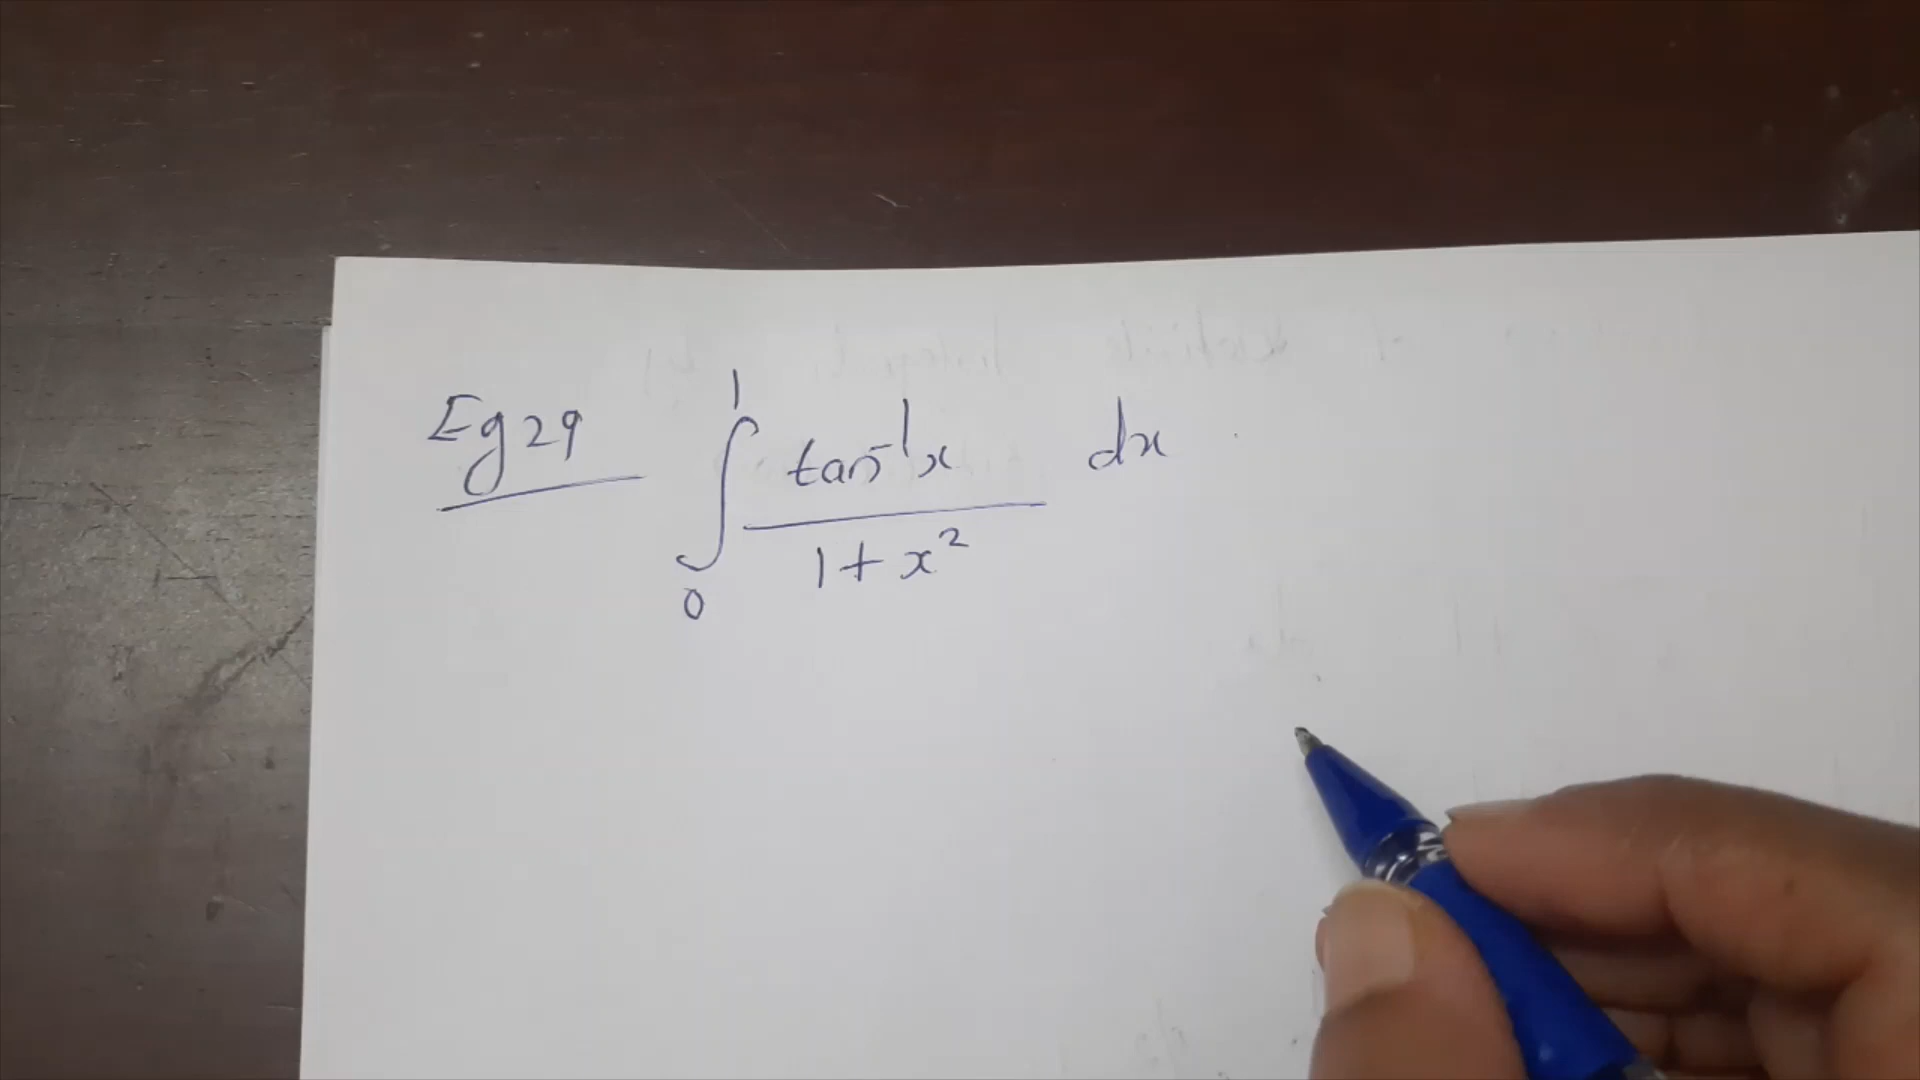 Eg 29 ∫₀¹ tan⁻¹x / 1 + x² dx